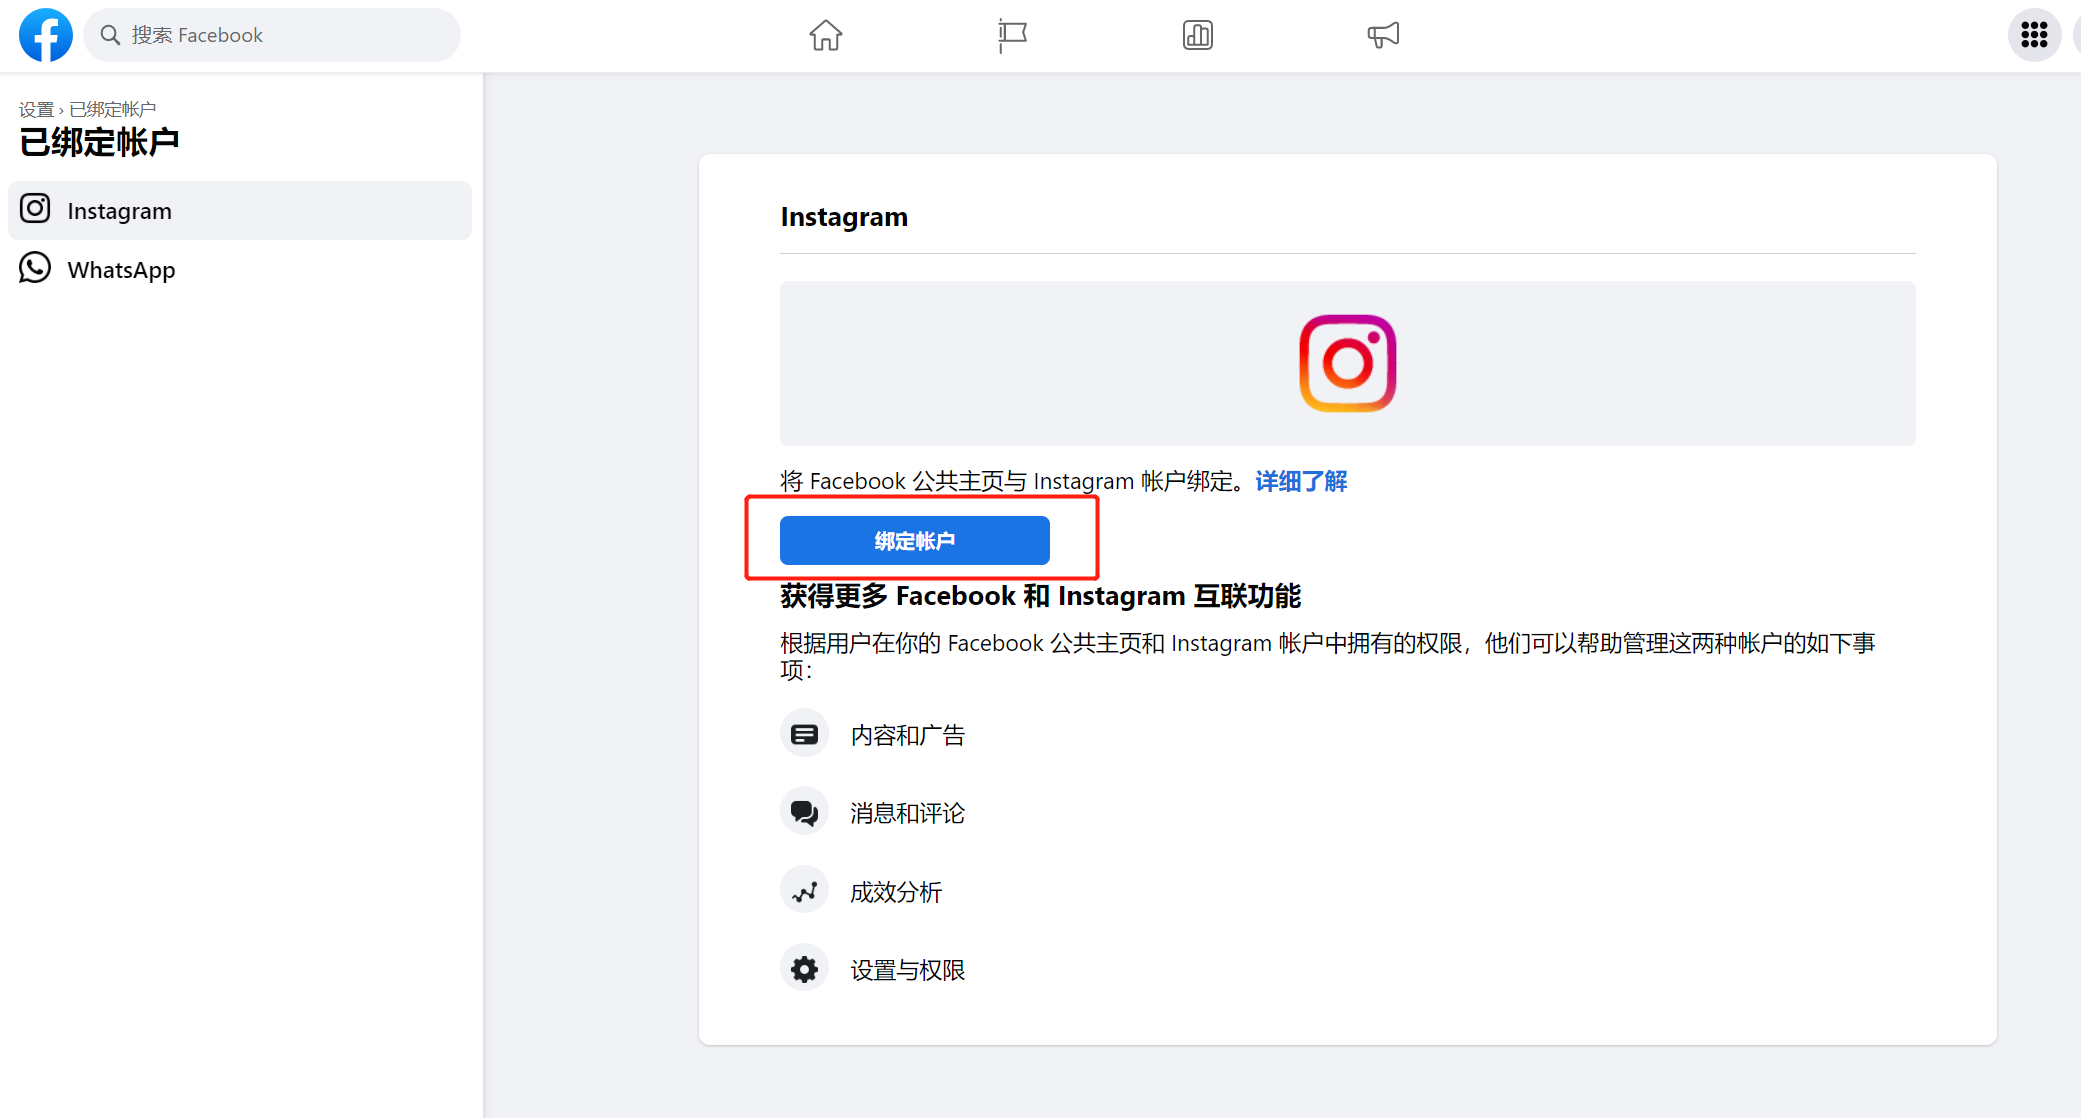 搜索 Facebook
设置 › 已绑定帐户
已绑定帐户
Instagram
WhatsApp
Instagram
将 Facebook 公共主页与 Instagram 帐户绑定。详细了解
绑定帐户
获得更多 Facebook 和 Instagram 互联功能
根据用户在你的 Facebook 公共主页和 Instagram 帐户中拥有的权限，他们可以帮助管理这两种帐户的如下事
项：
内容和广告
消息和评论
成效分析
设置与权限